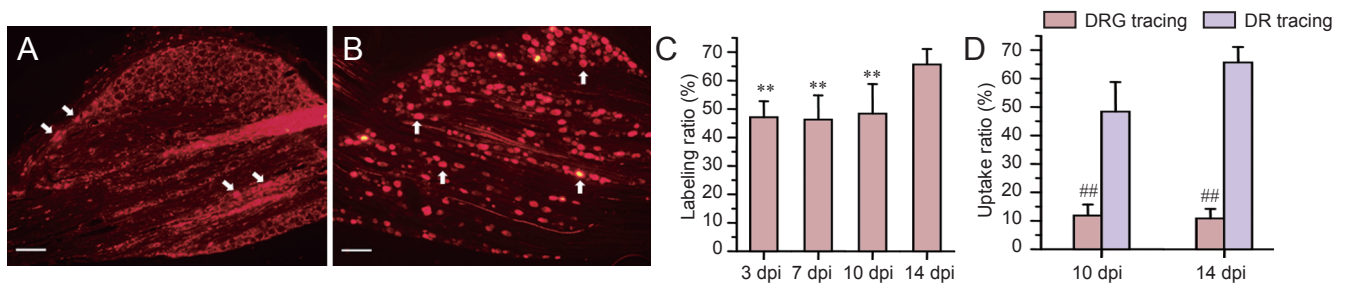 A
B
C
Labeling ratio (%)
70
60
50
40
30
20
10
0
**
**
**
3 dpi 7 dpi 10 dpi 14 dpi
D
DRG tracing DR tracing
Uptake ratio (%)
70
60
50
40
30
20
10
0
##
##
10 dpi 14 dpi